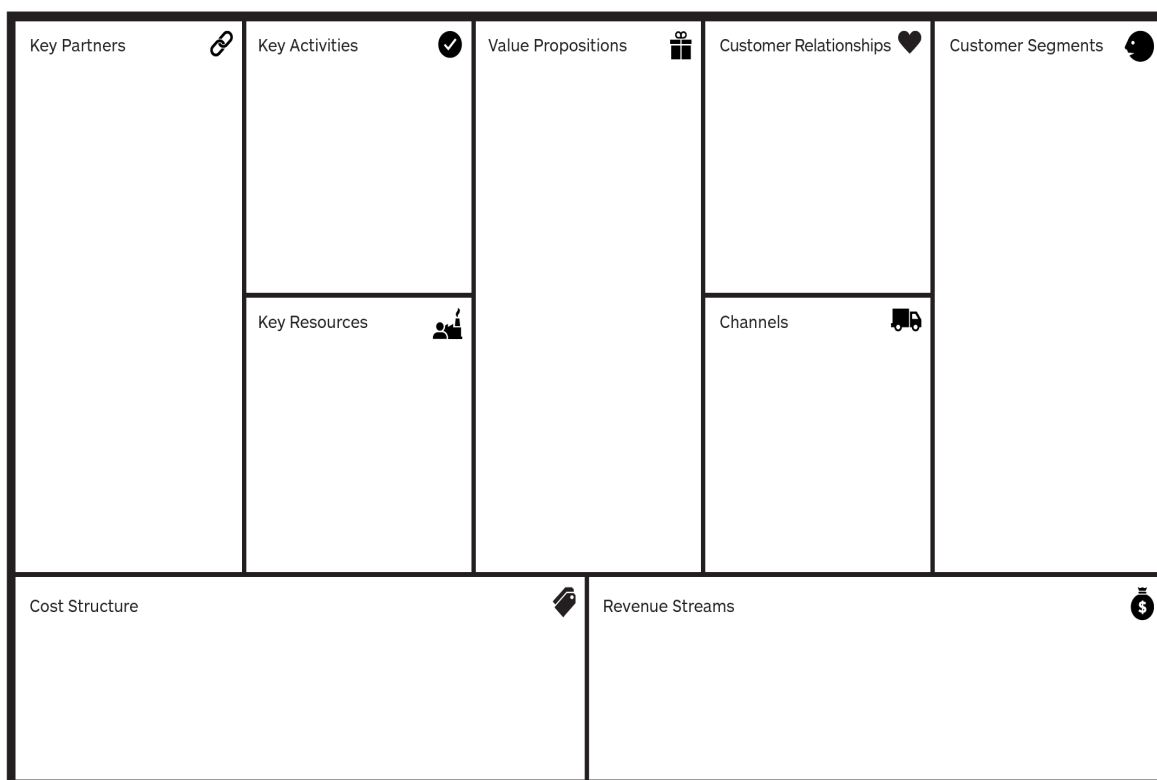 Key Partners
Key Activities
Value Propositions
Customer Relationships
Customer Segments
Key Resources
Channels
Cost Structure
Revenue Streams
$